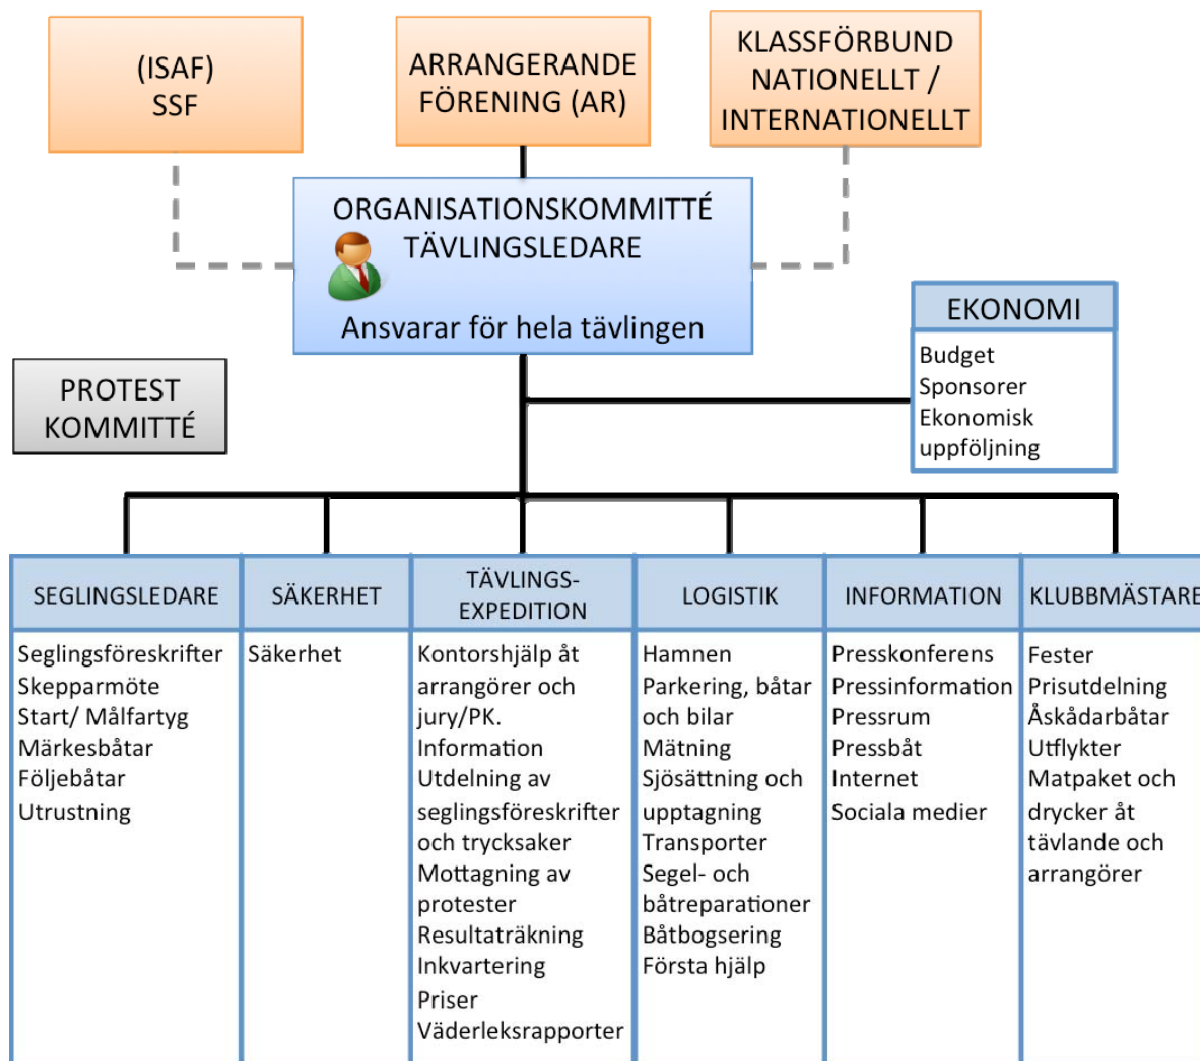 (ISAF)
SSF
ARRANGERANDE
FÖRENING (AR)
KLASSFÖRBUND
NATIONELLT /
INTERNATIONELLT
ORGANISATIONSKOMMITTÉ
TÄVLINGSLEDARE
Ansvarar för hela tävlingen
EKONOMI
Budget
Sponsorer
Ekonomisk
uppföljning
PROTEST
KOMMITTÉ
SEGLINGSLEDARE
Seglingsföreskrifter
Skepparmöte
Start/ Målfartyg
Märkesbåtar
Följebåtar
Utrustning
SÄKERHET
Säkerhet
TÄVLINGS-
EXPEDITION
Kontorshjälp åt
arrangörer och
jury/PK.
Information
Utdelning av
seglingsföreskrifter
och trycksaker
Mottagning av
protester
Resultaträkning
Inkvartering
Priser
Väderleksrapporter
LOGISTIK
Hamnen
Parkering, båtar
och bilar
Mätning
Sjösättning och
upptagning
Transporter
Segel- och
båtreparationer
Båtbogsering
Första hjälp
INFORMATION
Presskonferens
Pressinformation
Pressrum
Pressbåt
Internet
Sociala medier
KLUBBMÄSTARE
Fester
Prisutdelning
Åskådarbåtar
Utflykter
Matpaket och
drycker åt
tävlande och
arrangörer